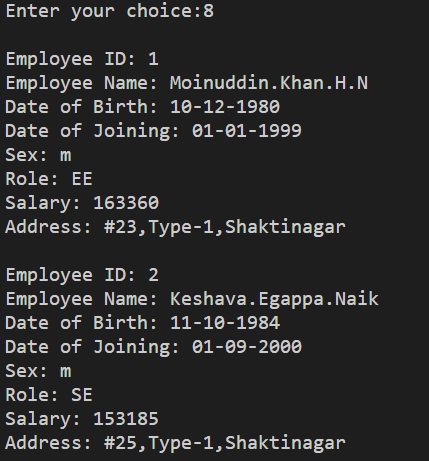 Enter your choice:8
Employee ID: 1
Employee Name: Moinuddin.Khan.H.N
Date of Birth: 10-12-1980
Date of Joining: 01-01-1999
Sex: m
Role: EE
Salary: 163360
Address: #23,Type-1,Shaktinagar
Employee ID: 2
Employee Name: Keshava.Egappa.Naik
Date of Birth: 11-10-1984
Date of Joining: 01-09-2000
Sex: m
Role: SE
Salary: 153185
Address: #25,Type-1,Shaktinagar